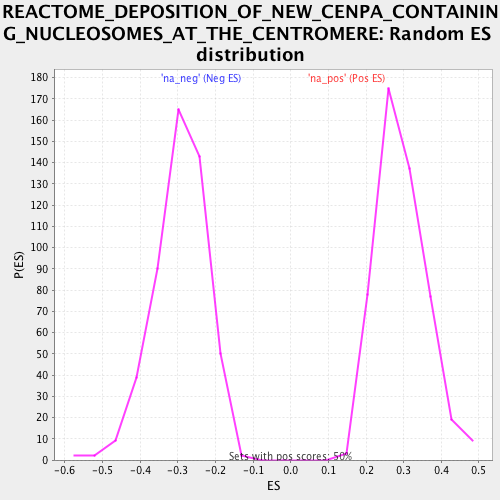 REACTOME_DEPOSITION_OF_NEW_CENPA_CONTAININ
G_NUCLEOSOMES_AT_THE_CENTROMERE: Random ES
distribution
'na_neg' (Neg ES) 'na_pos' (Pos ES)
180
170
160
150
140
130
120
110
100
90
80
70
60
50
40
30
20
10
0
P(ES)
Sets with pos scores: 50%
-0.6 -0.5 -0.4 -0.3 -0.2 -0.1 0.0 0.1 0.2 0.3 0.4 0.5
ES